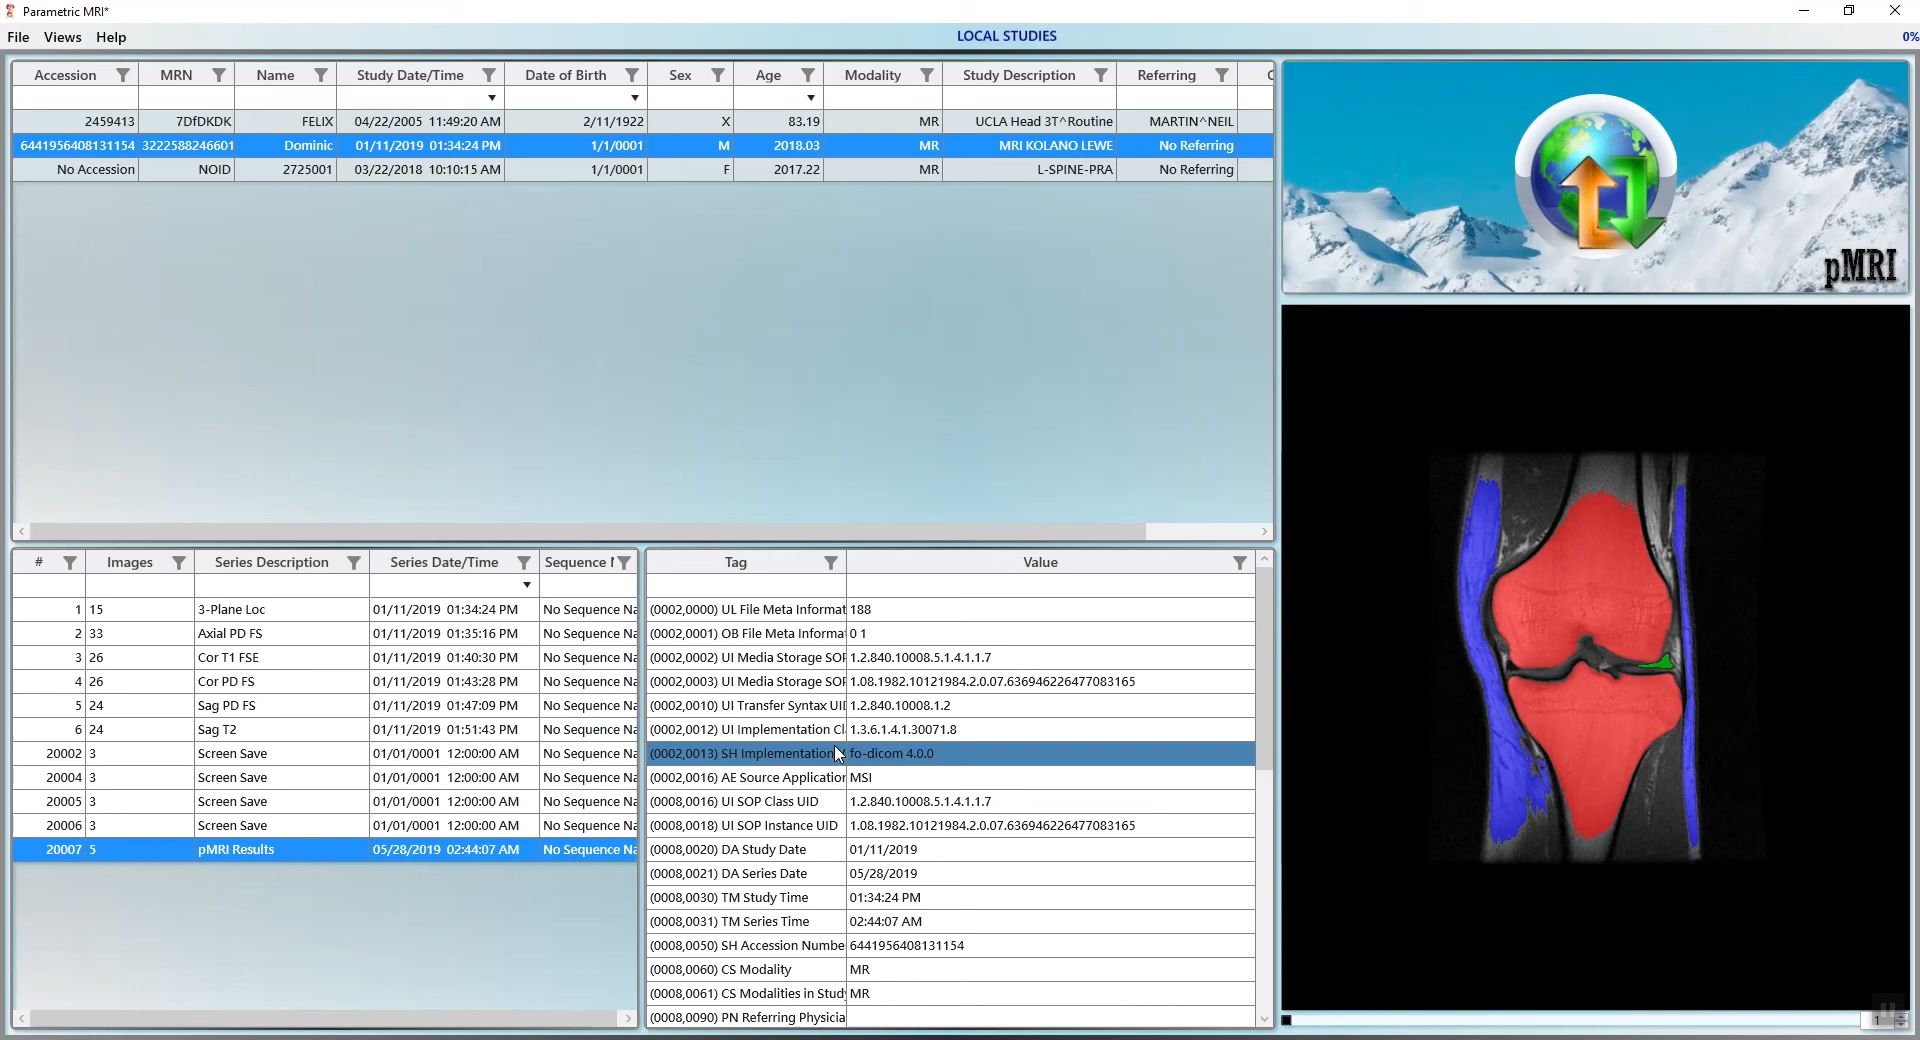 Parametric MRI*
File Views Help
LOCAL STUDIES
0%
Accession MRN Name Study Date/Time Date of Birth Sex Age Modality Study Description Referring C
2459413 7DfDKDK FELIX 04/22/2005 11:49:20 AM 2/11/1922 X 83.19 MR UCLA Head 3T^Routine MARTIN^NEIL
6441956408131154 3222588246601 Dominic 01/11/2019 01:34:24 PM 1/1/0001 M 2018.03 MR MRI KOLANO LEWE No Referring
No Accession NOID 2725001 03/22/2018 10:10:15 AM 1/1/0001 F 2017.22 MR L-SPINE-PRA No Referring
pMRI
# Images Series Description Series Date/Time Sequence I
1 15 3-Plane Loc 01/11/2019 01:34:24 PM No Sequence Na
2 33 Axial PD FS 01/11/2019 01:35:16 PM No Sequence Na
3 26 Cor T1 FSE 01/11/2019 01:40:30 PM No Sequence Na
4 26 Cor PD FS 01/11/2019 01:43:28 PM No Sequence Na
5 24 Sag PD FS 01/11/2019 01:47:09 PM No Sequence Na
6 24 Sag T2 01/11/2019 01:51:43 PM No Sequence Na
20002 3 Screen Save 01/01/0001 12:00:00 AM No Sequence Na
20004 3 Screen Save 01/01/0001 12:00:00 AM No Sequence Na
20005 3 Screen Save 01/01/0001 12:00:00 AM No Sequence Na
20006 3 Screen Save 01/01/0001 12:00:00 AM No Sequence Na
20007 5 pMRI Results 05/28/2019 02:44:07 AM No Sequence Na
Tag Value
(0002,0000) UL File Meta Informat 188
(0002,0001) OB File Meta Informa 0 1
(0002,0002) UI Media Storage SOP 1.2.840.10008.5.1.4.1.1.7
(0002,0003) UI Media Storage SOP 1.08.1982.10121984.2.0.07.636946226477083165
(0002,0010) UI Transfer Syntax UID 1.2.840.10008.1.2
(0002,0012) UI Implementation Cl 1.3.6.1.4.1.30071.8
(0002,0013) SH Implementation fo-dicom 4.0.0
(0002,0016) AE Source Application MSI
(0008,0016) UI SOP Class UID 1.2.840.10008.5.1.4.1.1.7
(0008,0018) UI SOP Instance UID 1.08.1982.10121984.2.0.07.636946226477083165
(0008,0020) DA Study Date 01/11/2019
(0008,0021) DA Series Date 05/28/2019
(0008,0030) TM Study Time 01:34:24 PM
(0008,0031) TM Series Time 02:44:07 AM
(0008,0050) SH Accession Numbe 6441956408131154
(0008,0060) CS Modality MR
(0008,0061) CS Modalities in Study MR
(0008,0090) PN Referring Physicia
1